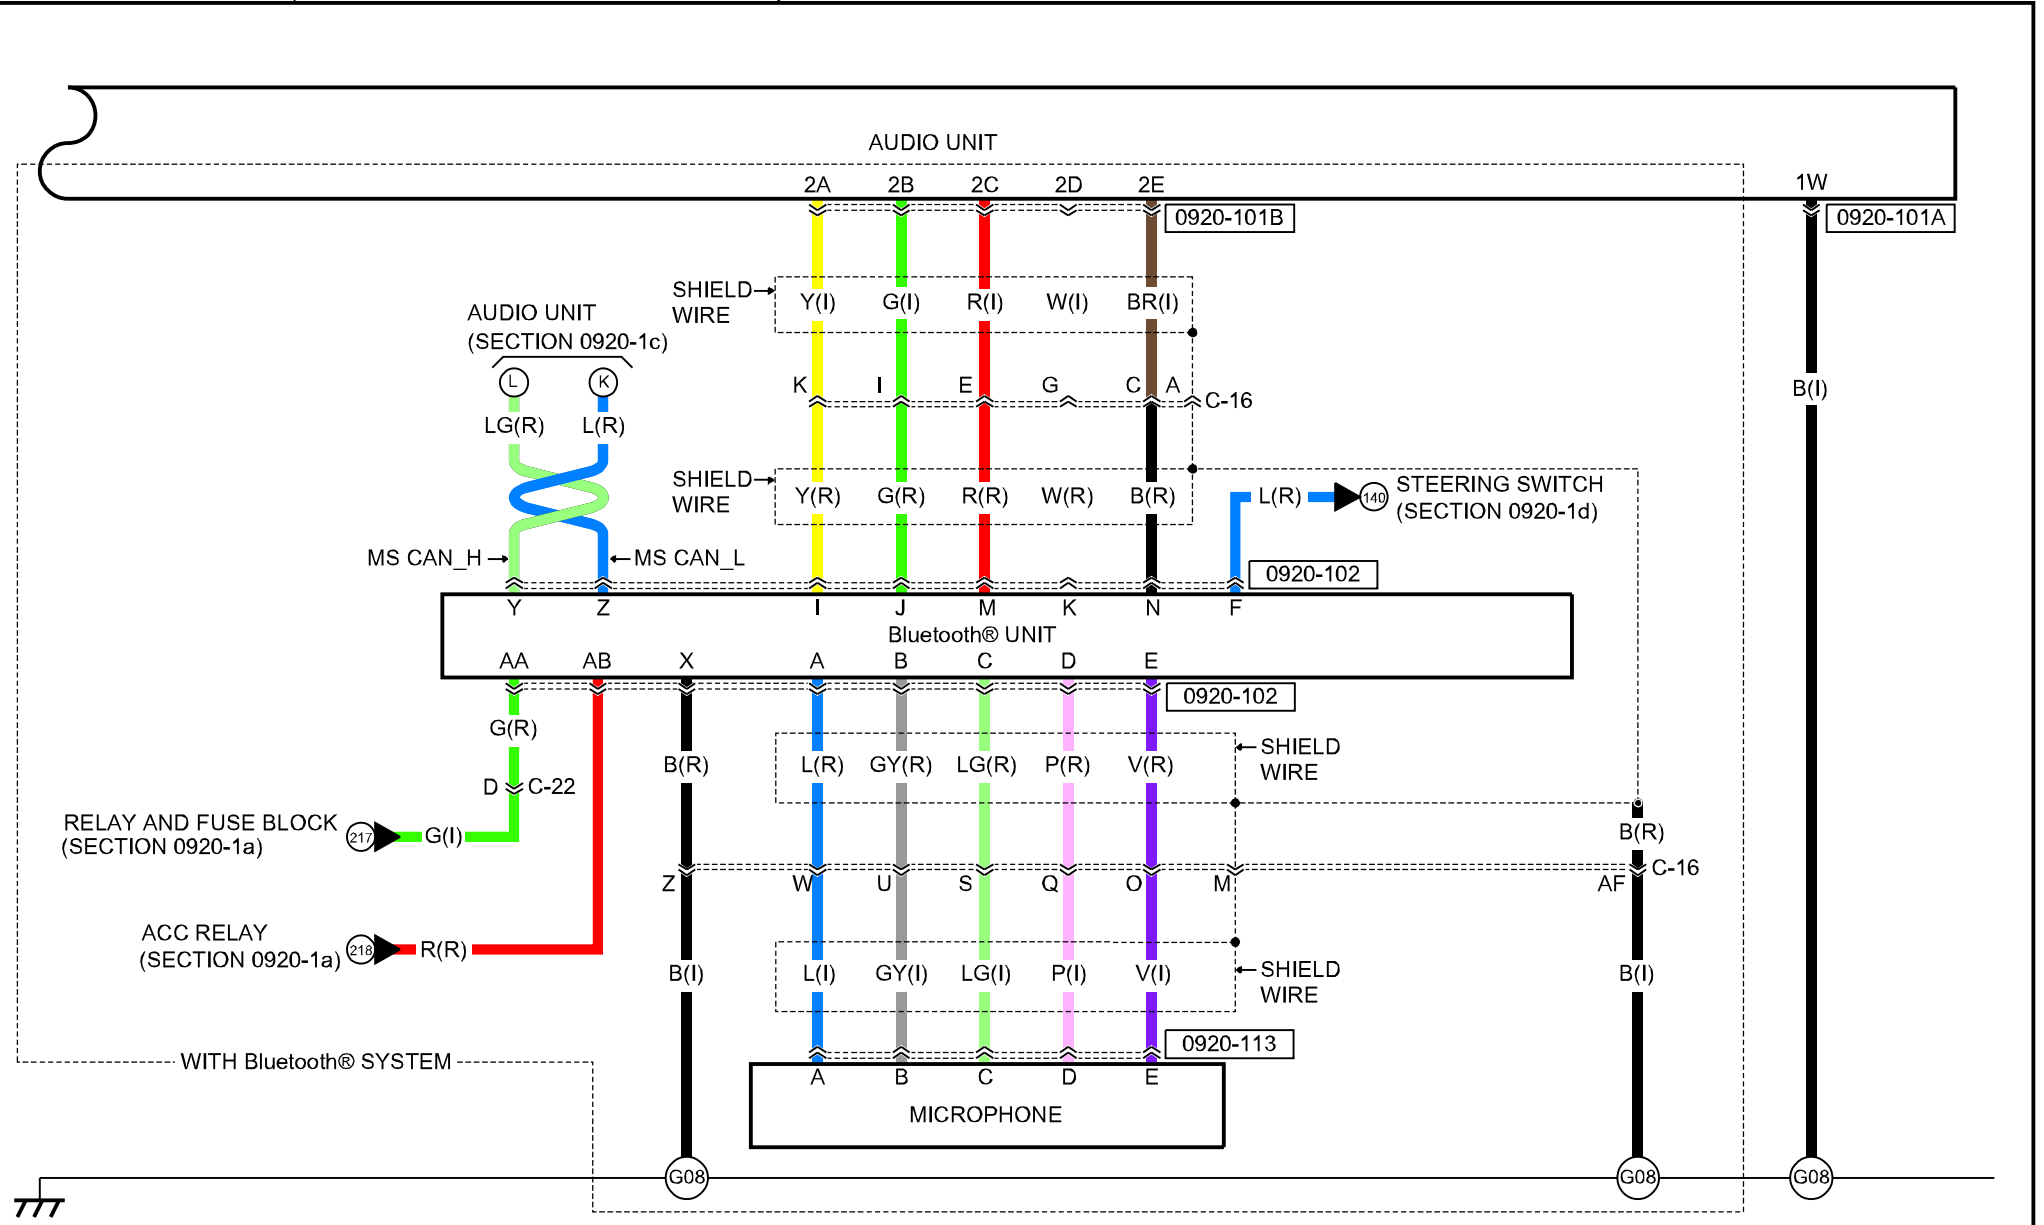 AUDIO UNIT
2A 2B 2C 2D 2E 1W
0920-101B 0920-101A
SHIELD WIRE
Y(I) G(I) R(I) W(I) BR(I)
AUDIO UNIT
(SECTION 0920-1c)
L K
K I E G C A C-16
B(I)
LG(R) L(R)
SHIELD WIRE
Y(R) G(R) R(R) W(R) B(R)
L(R) 140 STEERING SWITCH
(SECTION 0920-1d)
MS CAN_H MS CAN_L
0920-102
Y Z I J M K N F
Bluetooth® UNIT
AA AB X A B C D E
0920-102
G(R)
B(R) L(R) GY(R) LG(R) P(R) V(R)
SHIELD WIRE
D C-22
RELAY AND FUSE BLOCK
(SECTION 0920-1a)
217 G(I)
B(R)
Z W U S Q O M AF C-16
ACC RELAY
(SECTION 0920-1a)
218 R(R)
B(I) L(I) GY(I) LG(I) P(I) V(I)
SHIELD WIRE
B(I)
0920-113
WITH Bluetooth® SYSTEM
A B C D E
MICROPHONE
G08 G08 G08